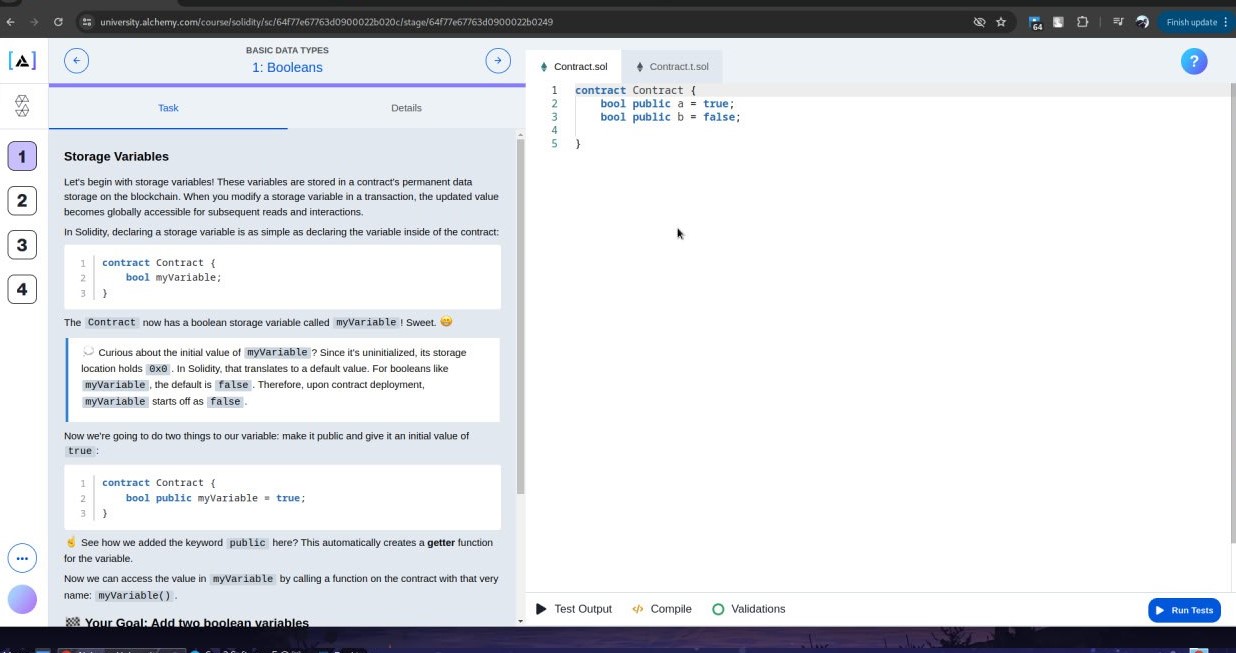 university.alchemy.com/course/solidity/sc/64f77e67763d0900022b020c/stage/64f77e67763d0900022b0249
64
Finish update
BASIC DATA TYPES
1: Booleans
Contract.sol
Contract.t.sol
?
Task
Details
1
2
3
4
Storage Variables
Let's begin with storage variables! These variables are stored in a contract's permanent data
storage on the blockchain. When you modify a storage variable in a transaction, the updated value
becomes globally accessible for subsequent reads and interactions.
In Solidity, declaring a storage variable is as simple as declaring the variable inside of the contract:
1 contract Contract {
2 bool myVariable;
3 }
The Contract now has a boolean storage variable called myVariable! Sweet. 😁
💭 Curious about the initial value of myVariable? Since it's uninitialized, its storage
location holds 0x0. In Solidity, that translates to a default value. For booleans like
myVariable, the default is false. Therefore, upon contract deployment,
myVariable starts off as false.
Now we're going to do two things to our variable: make it public and give it an initial value of
true:
1 contract Contract {
2 bool public myVariable = true;
3 }
☝ See how we added the keyword public here? This automatically creates a getter function
for the variable.
Now we can access the value in myVariable by calling a function on the contract with that very
name: myVariable().
🏁 Your Goal: Add two boolean variables
1 contract Contract {
2 bool public a = true;
3 bool public b = false;
4
5 }
Test Output
Compile
Validations
Run Tests